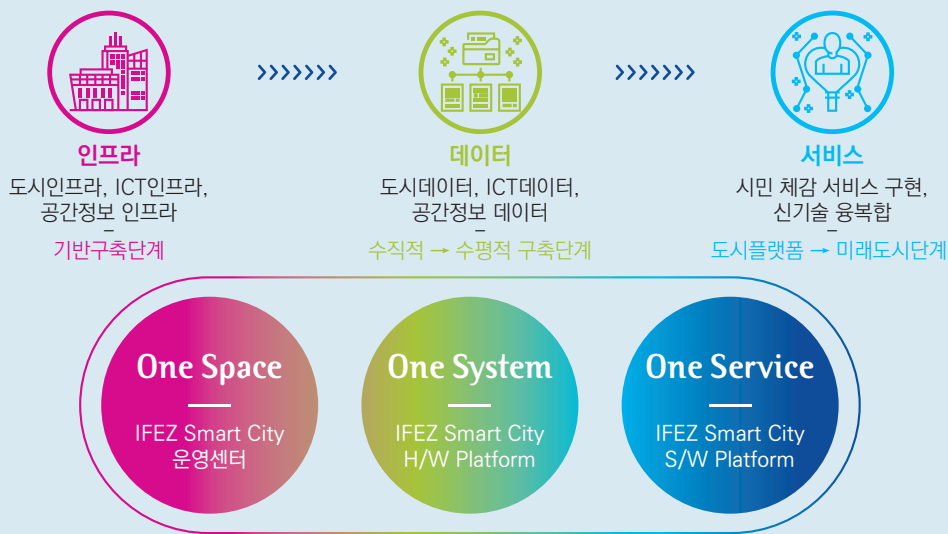 인프라
도시인프라, ICT인프라,
공간정보 인프라
–
기반구축단계
데이터
도시데이터, ICT데이터,
공간정보 데이터
–
수직적 → 수평적 구축단계
서비스
시민 체감 서비스 구현,
신기술 융복합
–
도시플랫폼 → 미래도시단계
One Space
IFEZ Smart City
운영센터
One System
IFEZ Smart City
H/W Platform
One Service
IFEZ Smart City
S/W Platform